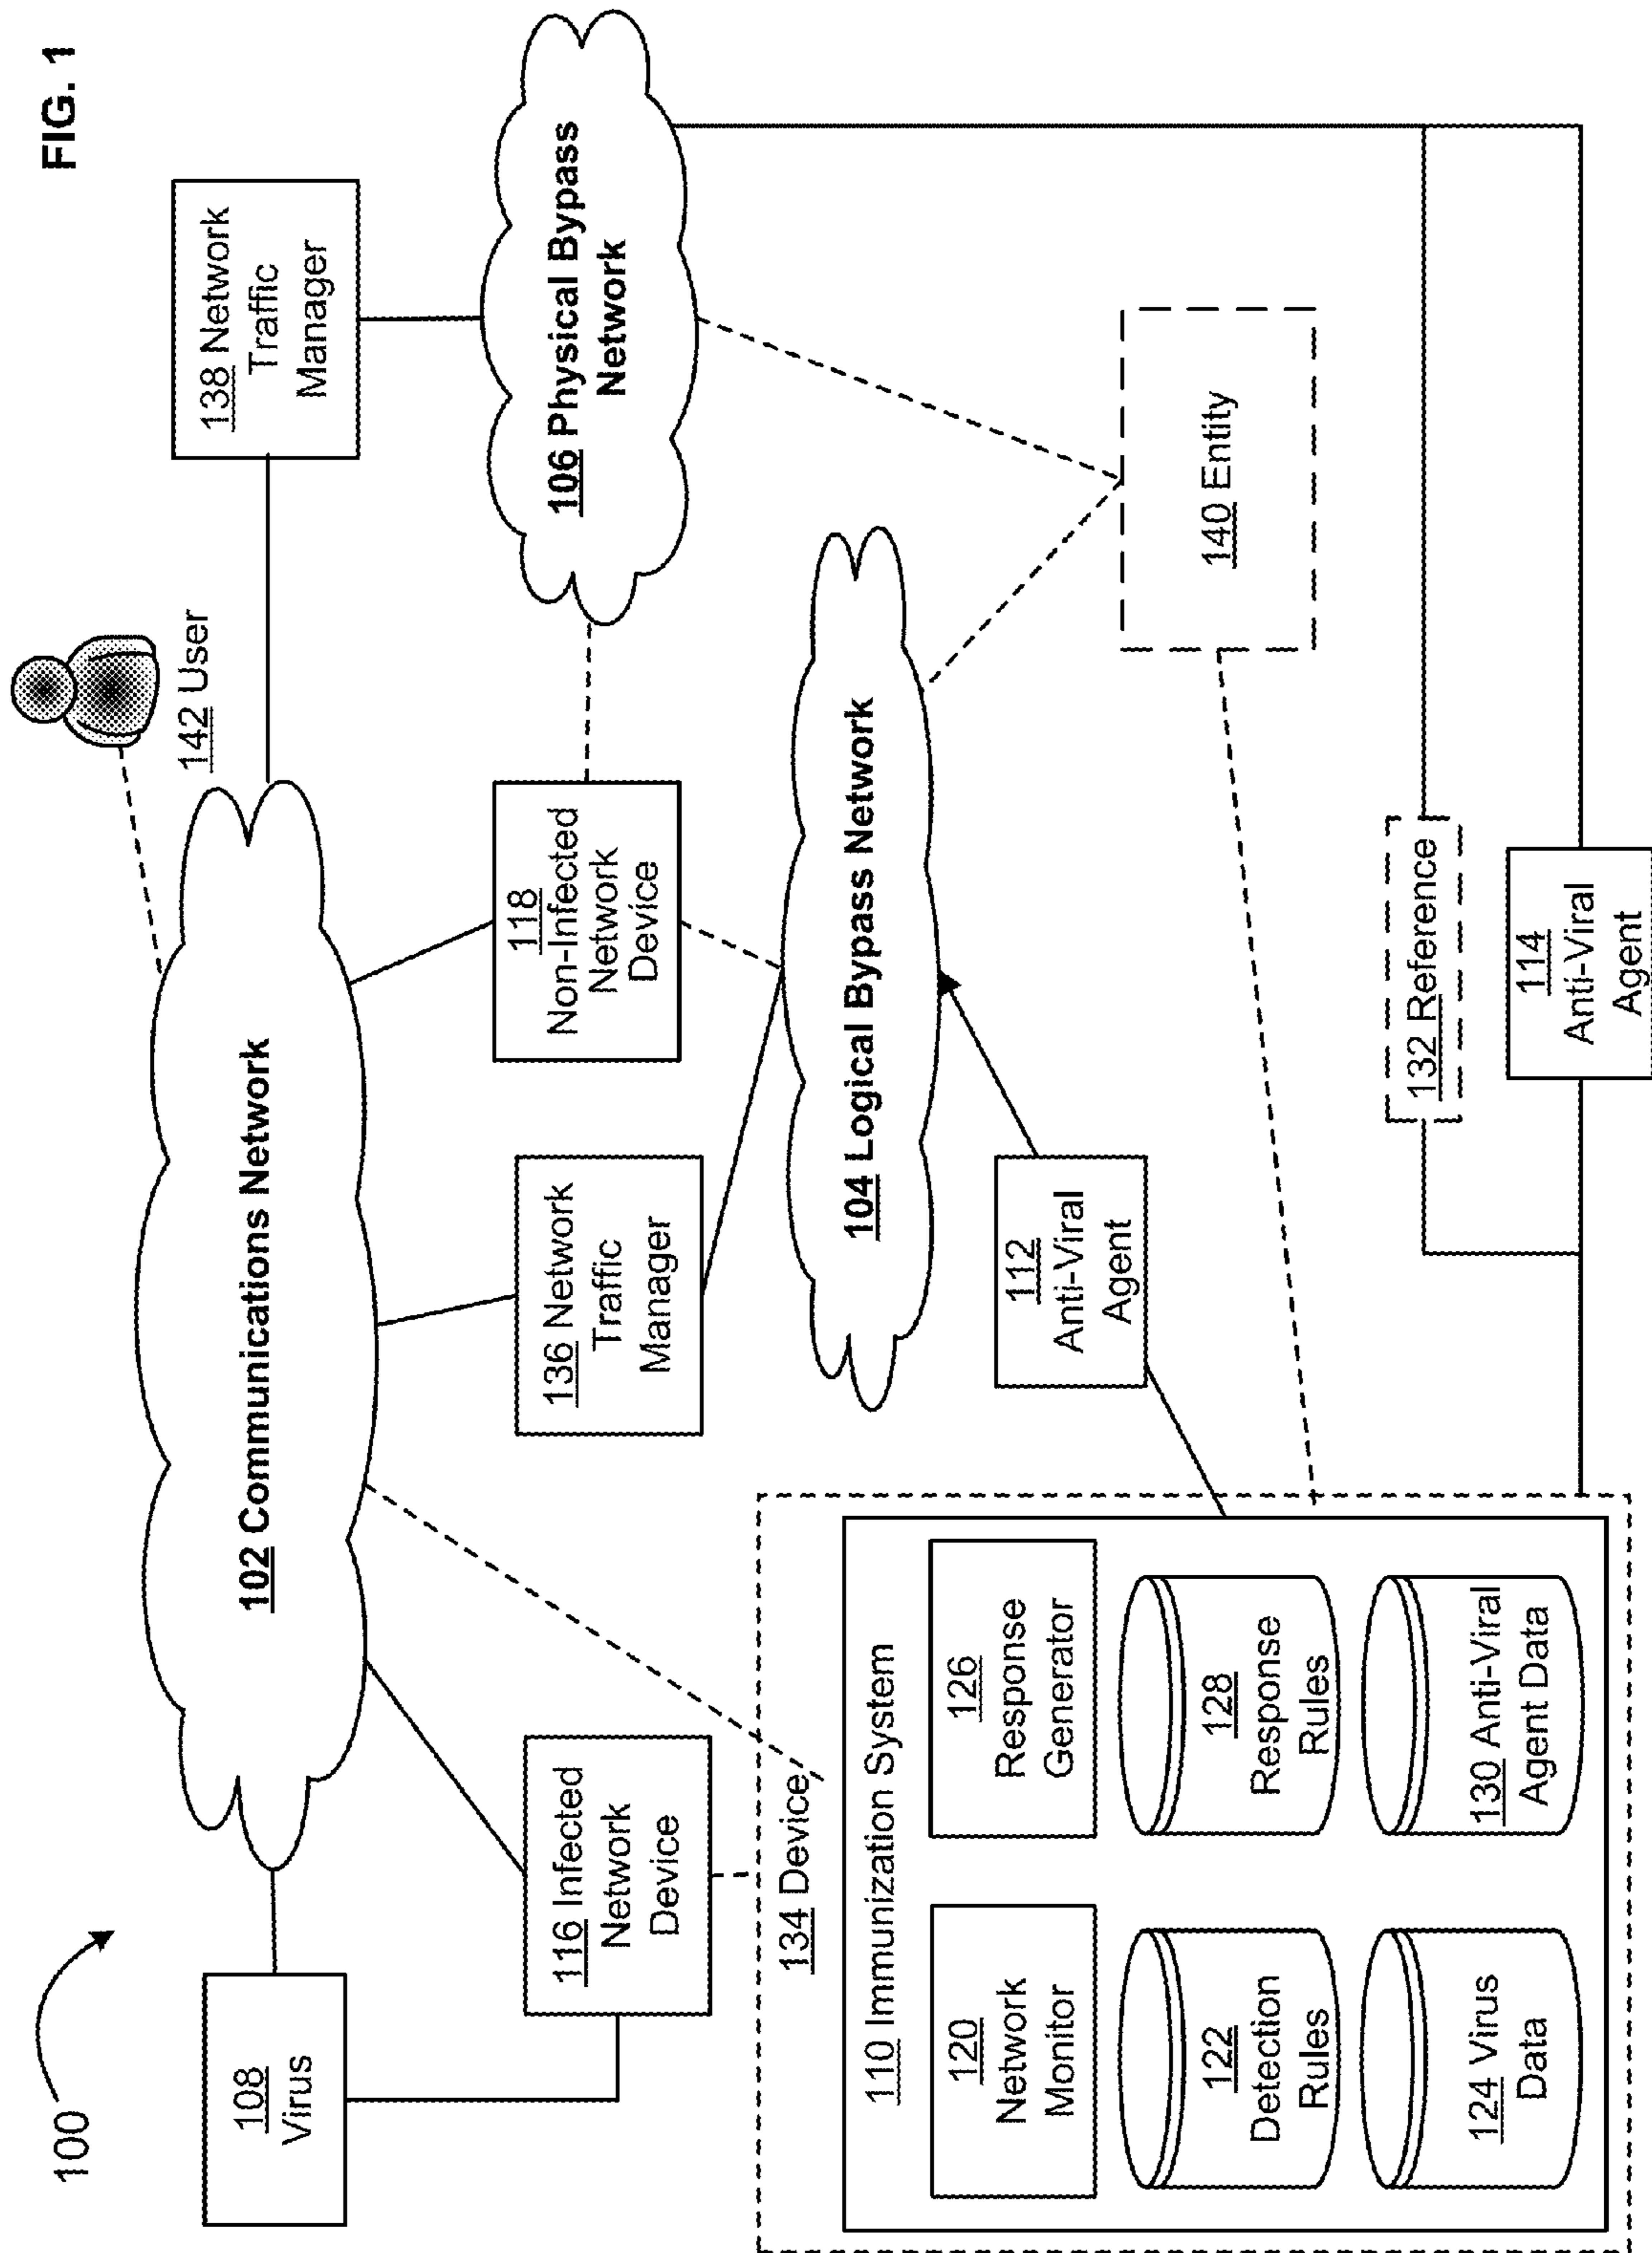 FIG. 1
100
142 User
108
Virus
102 Communications Network
138 Network
Traffic
Manager
116 Infected
Network
Device
136 Network
Traffic
Manager
118
Non-Infected
Network
Device
106 Physical Bypass
Network
134 Device
104 Logical Bypass Network
110 Immunization System
120
Network
Monitor
126
Response
Generator
112
Anti-Viral
Agent
140 Entity
122
Detection
Rules
128
Response
Rules
124 Virus
Data
130 Anti-Viral
Agent Data
132 Reference
114
Anti-Viral
Agent